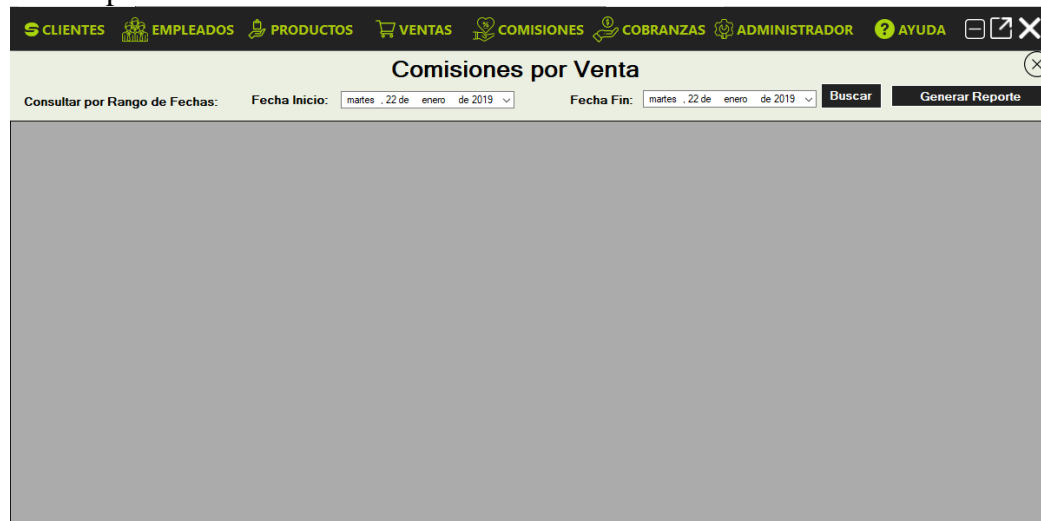 CLIENTES EMPLEADOS PRODUCTOS VENTAS COMISIONES COBRANZAS ADMINISTRADOR ? AYUDA
Comisiones por Venta
Consultar por Rango de Fechas: Fecha Inicio: martes , 22 de enero de 2019 Fecha Fin: martes , 22 de enero de 2019 Buscar Generar Reporte